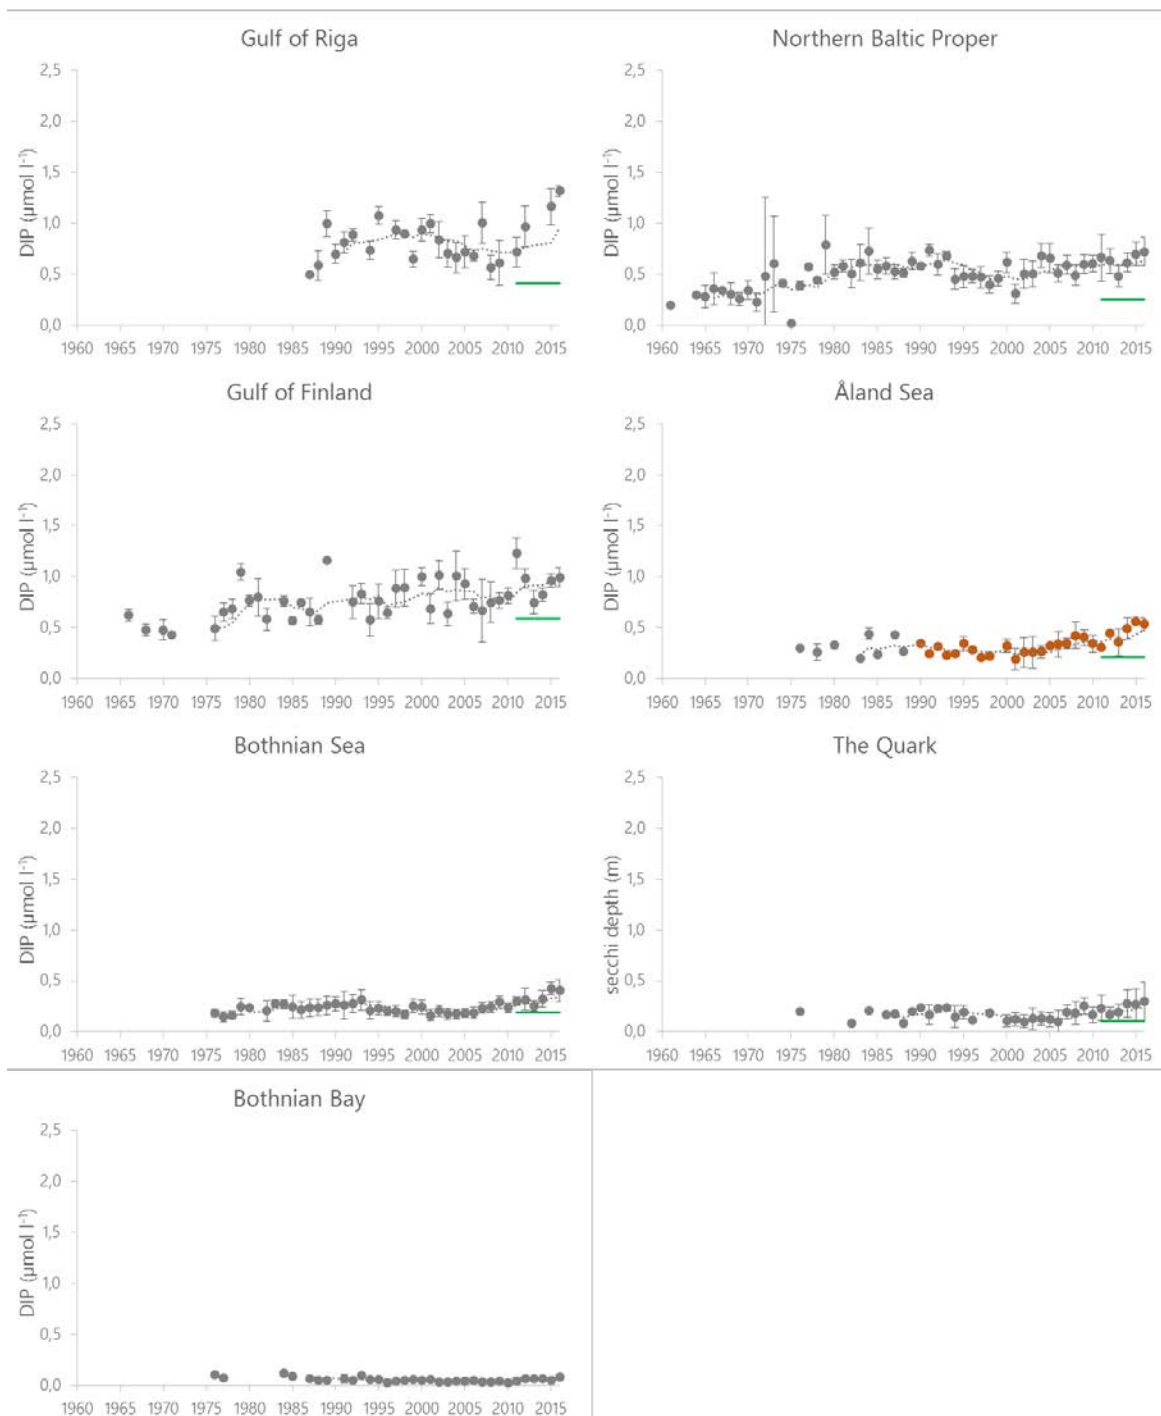 Gulf of Riga
DIP (µmol l⁻¹)
2,5
2,0
1,5
1,0
0,5
0,0
1960 1965 1970 1975 1980 1985 1990 1995 2000 2005 2010 2015
Northern Baltic Proper
DIP (µmol l⁻¹)
2,5
2,0
1,5
1,0
0,5
0,0
1960 1965 1970 1975 1980 1985 1990 1995 2000 2005 2010 2015
Gulf of Finland
DIP (µmol l⁻¹)
2,5
2,0
1,5
1,0
0,5
0,0
1960 1965 1970 1975 1980 1985 1990 1995 2000 2005 2010 2015
Åland Sea
DIP (µmol l⁻¹)
2,5
2,0
1,5
1,0
0,5
0,0
1960 1965 1970 1975 1980 1985 1990 1995 2000 2005 2010 2015
Bothnian Sea
DIP (µmol l⁻¹)
2,5
2,0
1,5
1,0
0,5
0,0
1960 1965 1970 1975 1980 1985 1990 1995 2000 2005 2010 2015
The Quark
secchi depth (m)
2,5
2,0
1,5
1,0
0,5
0,0
1960 1965 1970 1975 1980 1985 1990 1995 2000 2005 2010 2015
Bothnian Bay
DIP (µmol l⁻¹)
2,5
2,0
1,5
1,0
0,5
0,0
1960 1965 1970 1975 1980 1985 1990 1995 2000 2005 2010 2015